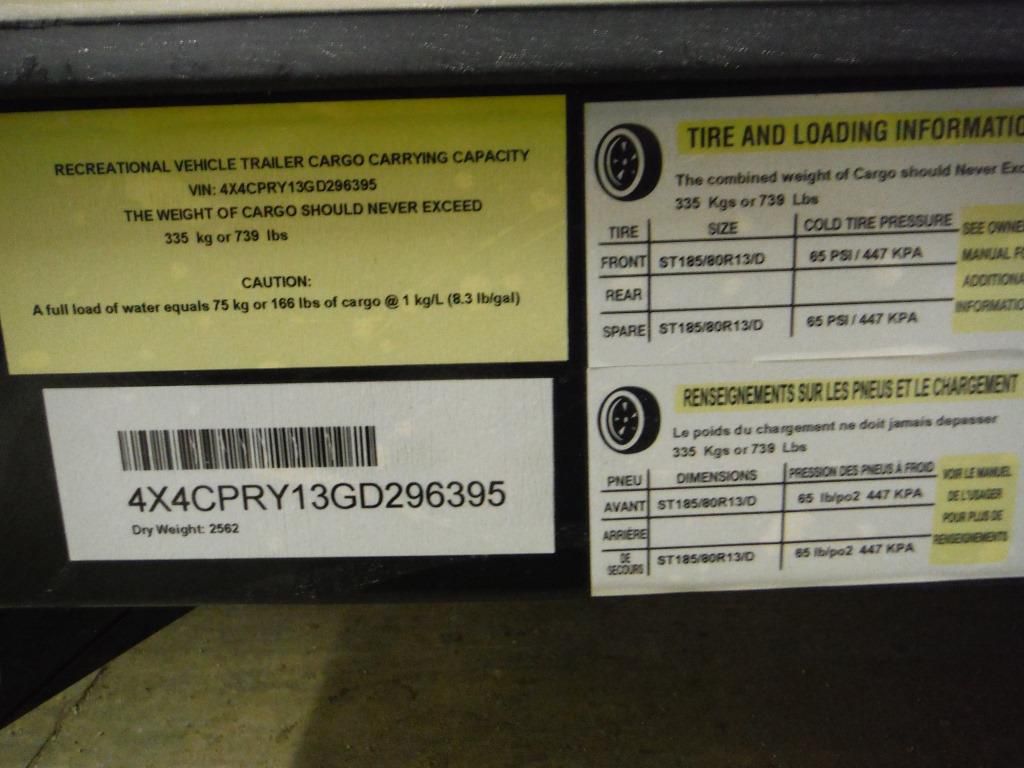 RECREATIONAL VEHICLE TRAILER CARGO CARRYING CAPACITY
VIN: 4X4CPRY13GD296395
THE WEIGHT OF CARGO SHOULD NEVER EXCEED
335 kg or 739 lbs
CAUTION:
A full load of water equals 75 kg or 166 lbs of cargo @ 1 kg/L (8.3 lb/gal)
4X4CPRY13GD296395
Dry Weight: 2562
TIRE AND LOADING INFORMATIO
The combined weight of Cargo should Never Exc
335 Kgs or 739 Lbs
TIRE SIZE COLD TIRE PRESSURE
FRONT ST185/80R13/D 65 PSI / 447 KPA
REAR
SPARE ST185/80R13/D 65 PSI / 447 KPA
SEE OWNE
MANUAL FO
ADDITIONA
INFORMATIO
RENSEIGNEMENTS SUR LES PNEUS ET LE CHARGEMENT
Le poids du chargement ne doit jamais depasser
335 Kgs or 739 Lbs
PNEU DIMENSIONS PRESSION DES PNEUS À FROID
AVANT ST185/80R13/D 65 lb/po2 447 KPA
ARRIÈRE
DE SECOURS ST185/80R13/D 65 lb/po2 447 KPA
VOIR LE MANUEL
DE L'USAGER
POUR PLUS DE
RENSEIGNEMENTS